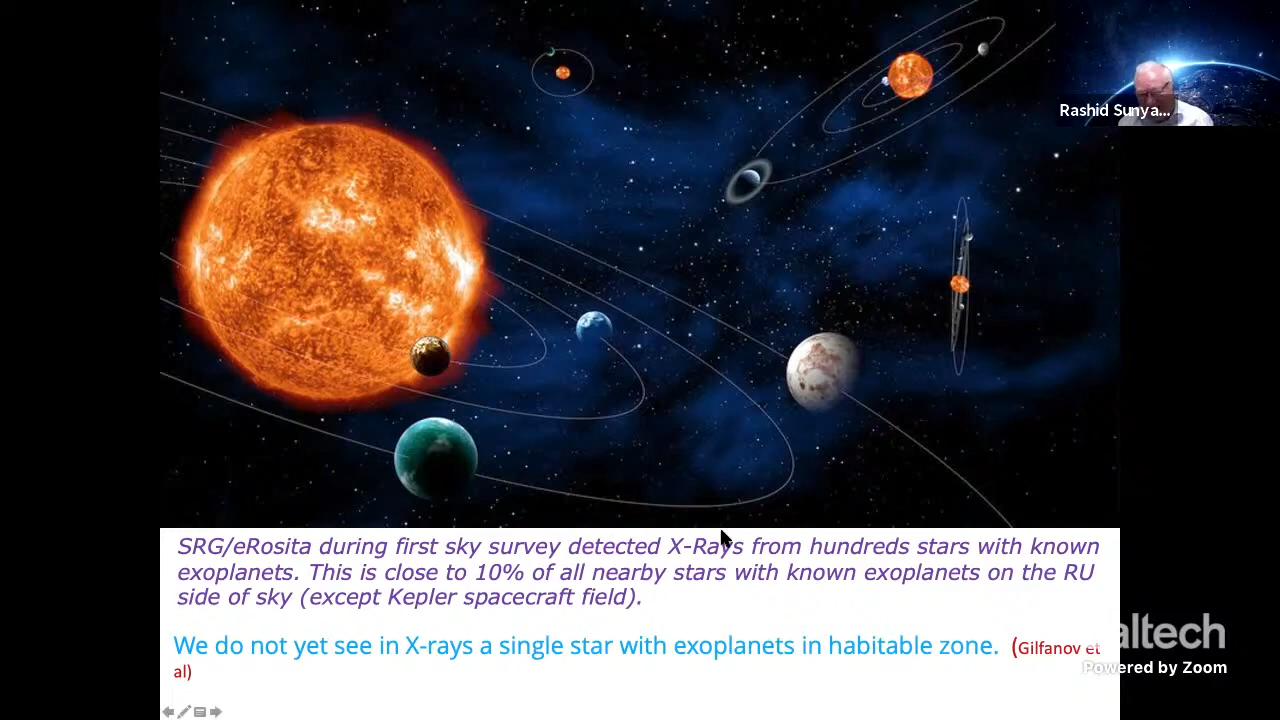 Rashid Sunya...
SRG/eRosita during first sky survey detected X-Rays from hundreds stars with known
exoplanets. This is close to 10% of all nearby stars with known exoplanets on the RU
side of sky (except Kepler spacecraft field).
We do not yet see in X-rays a single star with exoplanets in habitable zone. (Gilfanov et
al)
altech
Powered by Zoom